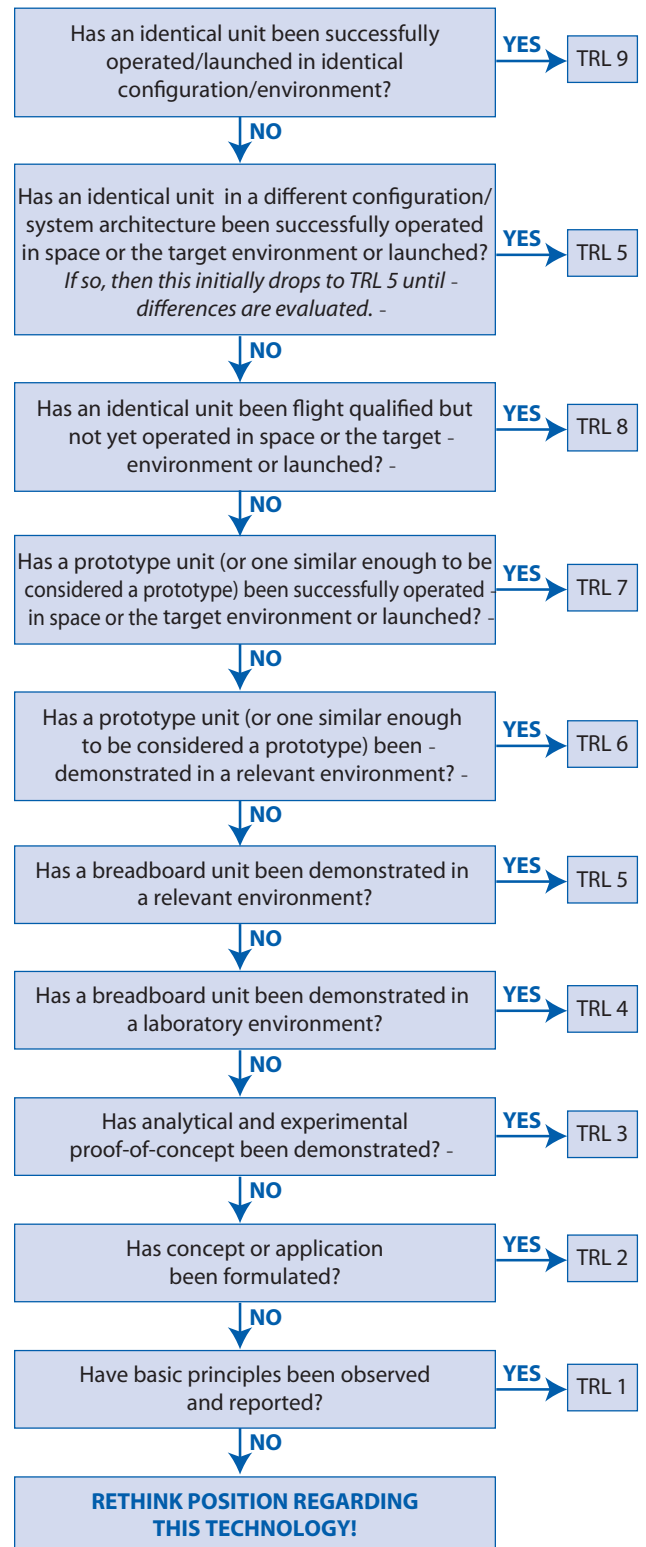 Has an identical unit been successfully
operated/launched in identical
configuration/environment?
YES
TRL 9
NO
Has an identical unit in a different configuration/
system architecture been successfully operated
in space or the target environment or launched?
If so, then this initially drops to TRL 5 until -
differences are evaluated. -
YES
TRL 5
NO
Has an identical unit been flight qualified but
not yet operated in space or the target -
environment or launched? -
YES
TRL 8
NO
Has a prototype unit (or one similar enough to be
considered a prototype) been successfully operated -
in space or the target environment or launched? -
YES
TRL 7
NO
Has a prototype unit (or one similar enough
to be considered a prototype) been -
demonstrated in a relevant environment? -
YES
TRL 6
NO
Has a breadboard unit been demonstrated in
a relevant environment?
YES
TRL 5
NO
Has a breadboard unit been demonstrated in
a laboratory environment?
YES
TRL 4
NO
Has analytical and experimental
proof-of-concept been demonstrated? -
YES
TRL 3
NO
Has concept or application
been formulated?
YES
TRL 2
NO
Have basic principles been observed
and reported?
YES
TRL 1
NO
RETHINK POSITION REGARDING
THIS TECHNOLOGY!